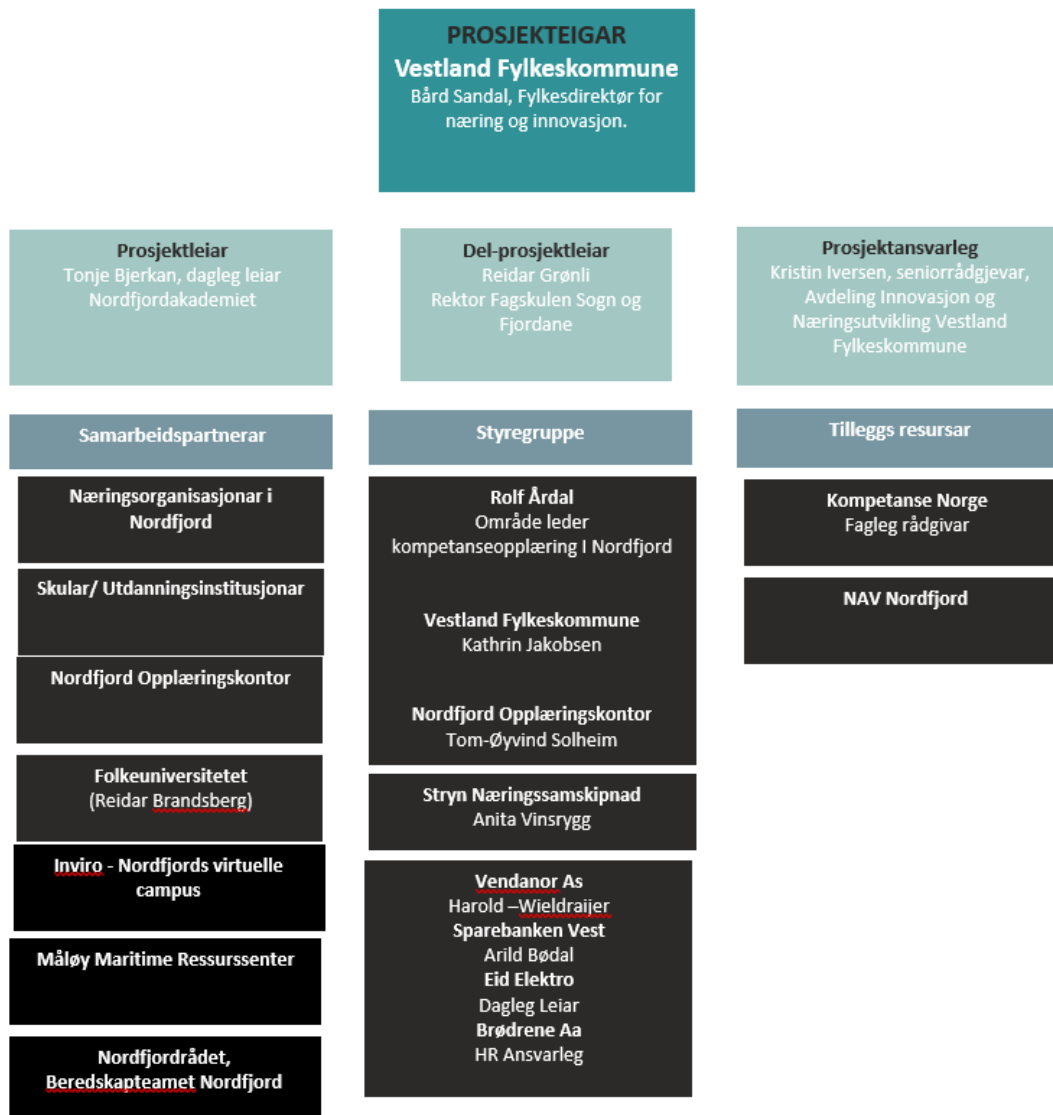 PROSJEKTEIGAR
Vestland Fylkeskommune
Bård Sandal, Fylkesdirektør for
næring og innovasjon.
Prosjektleiar
Tonje Bjerkan, dagleg leiar
Nordfjordakademiet
Del-prosjektleiar
Reidar Grønli
Rektor Fagskulen Sogn og
Fjordane
Prosjektansvarleg
Kristin Iversen, seniorrådgjevar,
Avdeling Innovasjon og
Næringsutvikling Vestland
Fylkeskommune
Samarbeidspartnerar
Næringsorganisasjonar i
Nordfjord
Skular/ Utdanningsinstitusjonar
Nordfjord Opplæringskontor
Folkeuniversitetet
(Reidar Brandsberg)
Inviro - Nordfjords virtuelle
campus
Måløy Maritime Ressurssenter
Nordfjordrådet,
Beredskapteamet Nordfjord
Styregruppe
Rolf Årdal
Område leder
kompetanseopplæring I Nordfjord
Vestland Fylkeskommune
Kathrin Jakobsen
Nordfjord Opplæringskontor
Tom-Øyvind Solheim
Stryn Næringssamskipnad
Anita Vinsrygg
Vendanor As
Harold –Wieldraijer
Sparebanken Vest
Arild Bødal
Eid Elektro
Dagleg Leiar
Brødrene Aa
HR Ansvarleg
Tilleggs resursar
Kompetanse Norge
Fagleg rådgivar
NAV Nordfjord